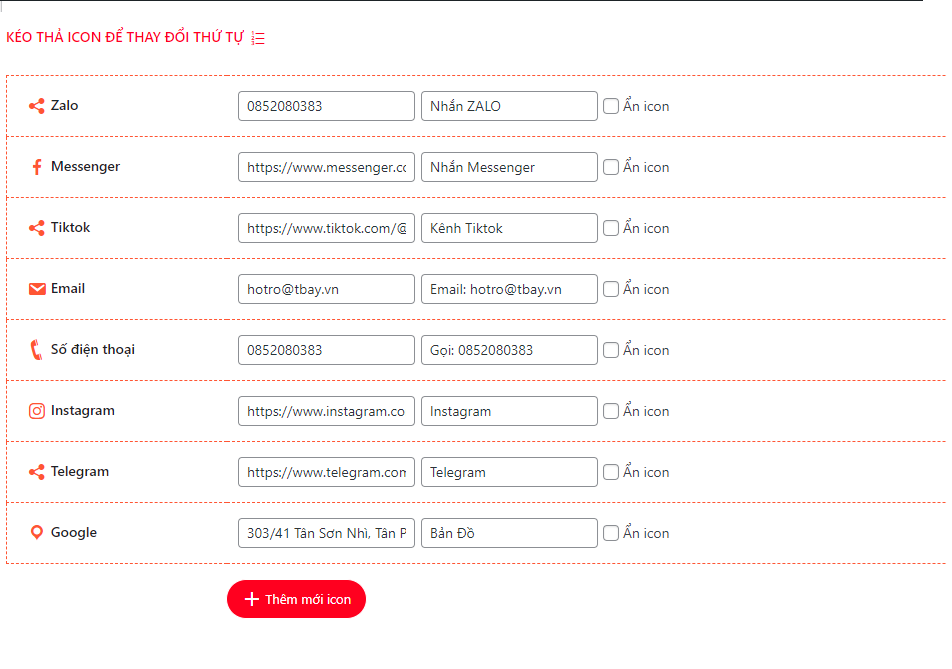 KÉO THẢ ICON ĐỂ THAY ĐỔI THỨ TỰ
Zalo 0852080383 Nhắn ZALO Ẩn icon
Messenger https://www.messenger.cc Nhắn Messenger Ẩn icon
Tiktok https://www.tiktok.com/@ Kênh Tiktok Ẩn icon
Email hotro@tbay.vn Email: hotro@tbay.vn Ẩn icon
Số điện thoại 0852080383 Gọi: 0852080383 Ẩn icon
Instagram https://www.instagram.co Instagram Ẩn icon
Telegram https://www.telegram.com Telegram Ẩn icon
Google 303/41 Tân Sơn Nhì, Tân P Bản Đồ Ẩn icon
Thêm mới icon